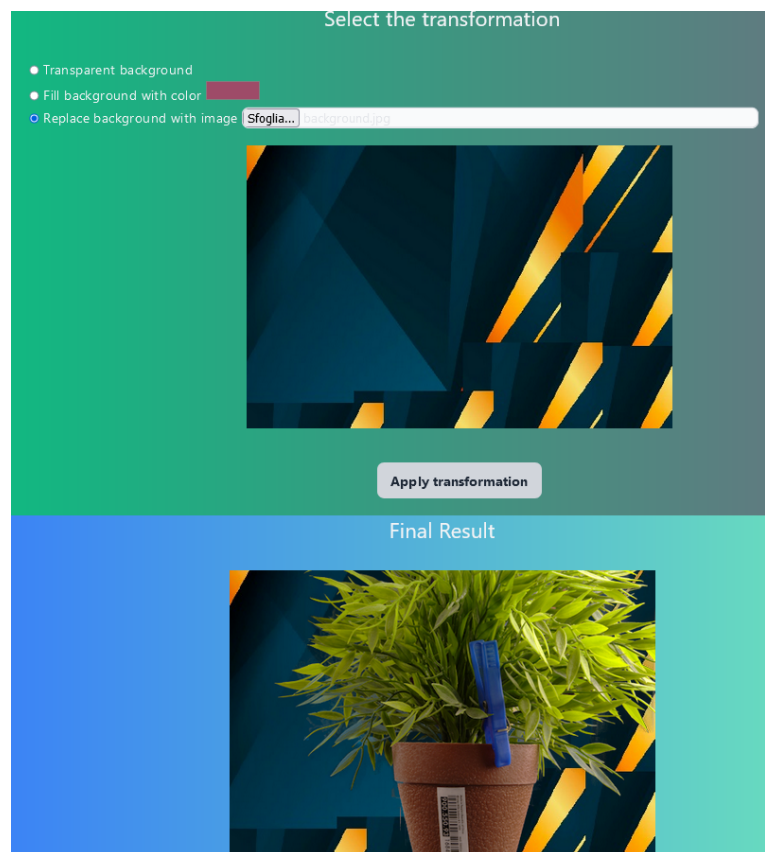 Select the transformation
Transparent background
Fill background with color
Replace background with image Sfoglia... background.jpg
Apply transformation
Final Result